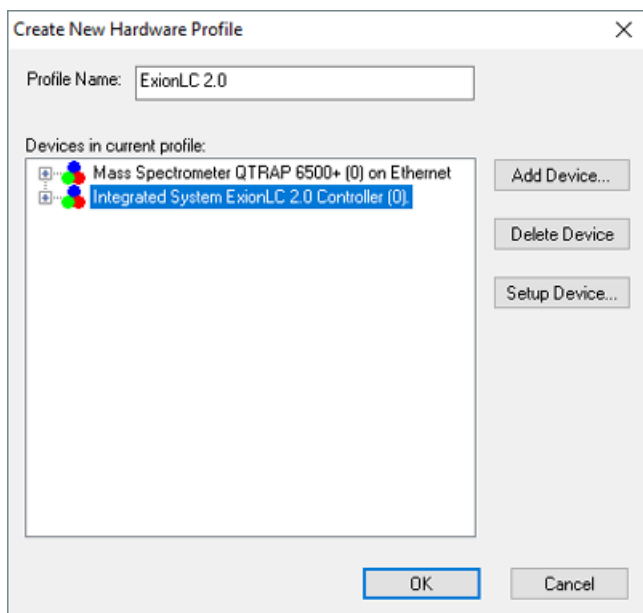 Create New Hardware Profile
Profile Name: ExionLC 2.0
Devices in current profile:
Mass Spectrometer QTRAP 6500+ (0) on Ethernet
Integrated System ExionLC 2.0 Controller (0).
Add Device...
Delete Device
Setup Device...
OK Cancel